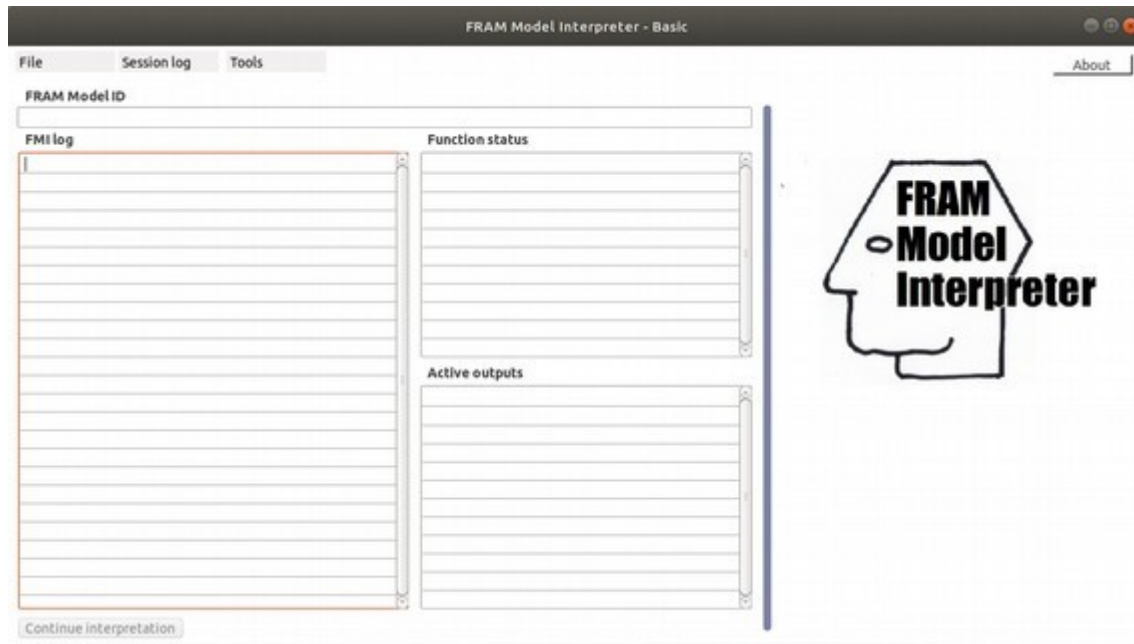 FRAM Model Interpreter - Basic
File Session log Tools About
FRAM Model ID
FMI log
Function status
Active outputs
Continue interpretation
FRAM
Model
Interpreter